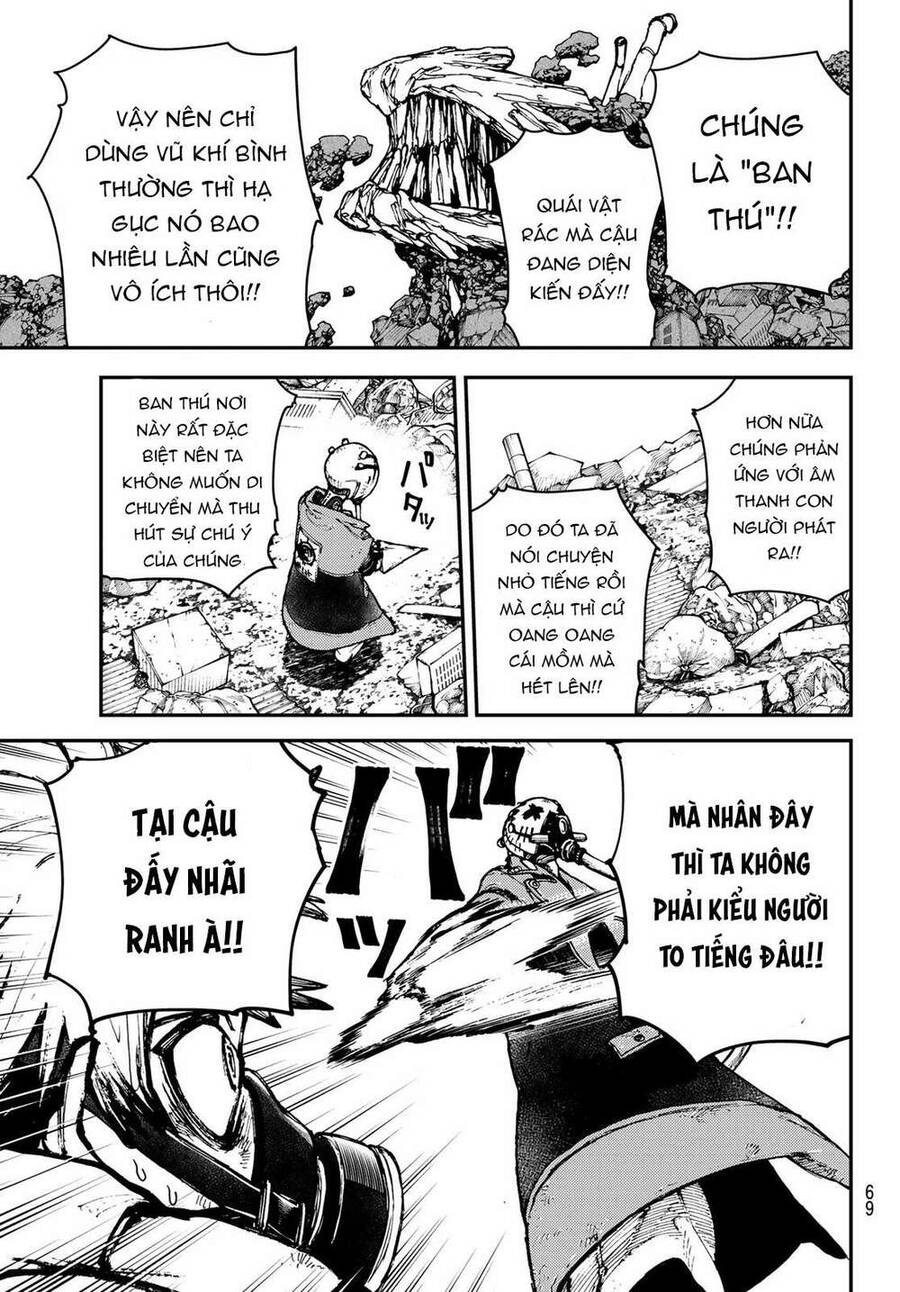 CHÚNG
LÀ "BAN
THÚ"!!
QUÁI VẬT
RÁC MÀ CẬU
ĐANG DIỆN
KIẾN ĐẤY!!
VẬY NÊN CHỈ
DÙNG VŨ KHÍ BÌNH
THƯỜNG THÌ HẠ
GỤC NÓ BAO
NHIÊU LẦN CŨNG
VÔ ÍCH THÔI!!
HƠN NỮA
CHÚNG PHẢN
ỨNG VỚI ÂM
THANH CON
NGƯỜI PHÁT
RA!!
DO ĐÓ TA ĐÃ
NÓI CHUYỆN
NHỎ TIẾNG RỒI
MÀ CẬU THÌ CỨ
OANG OANG
CÁI MỒM MÀ
HÉT LÊN!!
BAN THÚ NƠI
NÀY RẤT ĐẶC
BIỆT NÊN TA
KHÔNG MUỐN DI
CHUYỂN MÀ THU
HÚT SỰ CHÚ Ý
CỦA CHÚNG
パタッ
MÀ NHÂN ĐÂY
THÌ TA KHÔNG
PHẢI KIỂU NGƯỜI
TO TIẾNG ĐÂU!!
ババッ
TẠI CẬU
ĐẤY NHÃI
RANH À!!
69